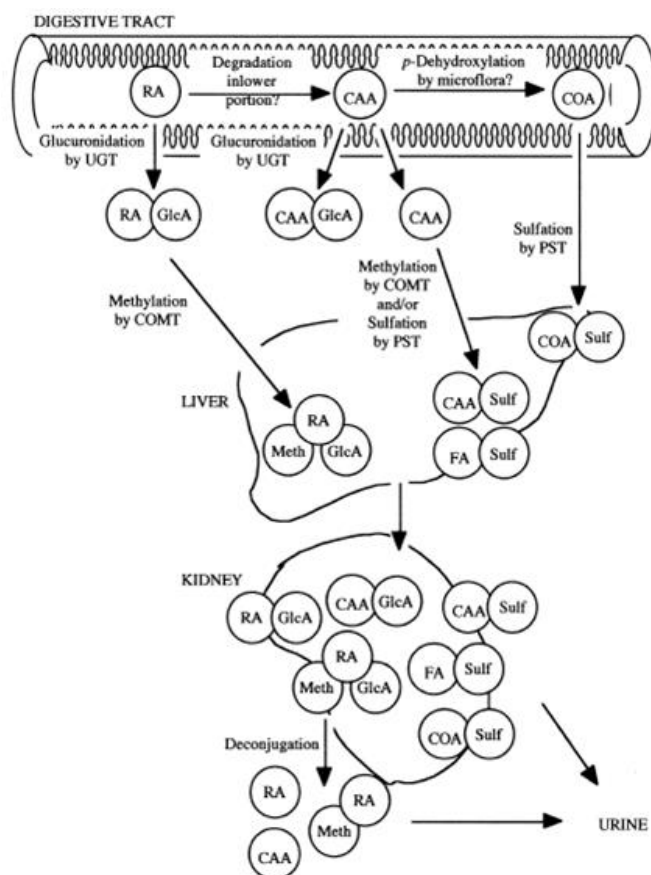 DIGESTIVE TRACT
RA
Degradation
inlower
portion?
CAA
p-Dehydroxylation
by microflora?
COA
Glucuronidation
by UGT
Glucuronidation
by UGT
RA GlcA
CAA GlcA
CAA
Sulfation
by PST
Methylation
by COMT
Methylation
by COMT
and/or
Sulfation
by PST
COA Sulf
LIVER
RA
Meth GlcA
CAA Sulf
FA Sulf
KIDNEY
RA GlcA
CAA GlcA
CAA Sulf
RA
Meth GlcA
FA Sulf
COA Sulf
Deconjugation
RA
RA
Meth
CAA
URINE